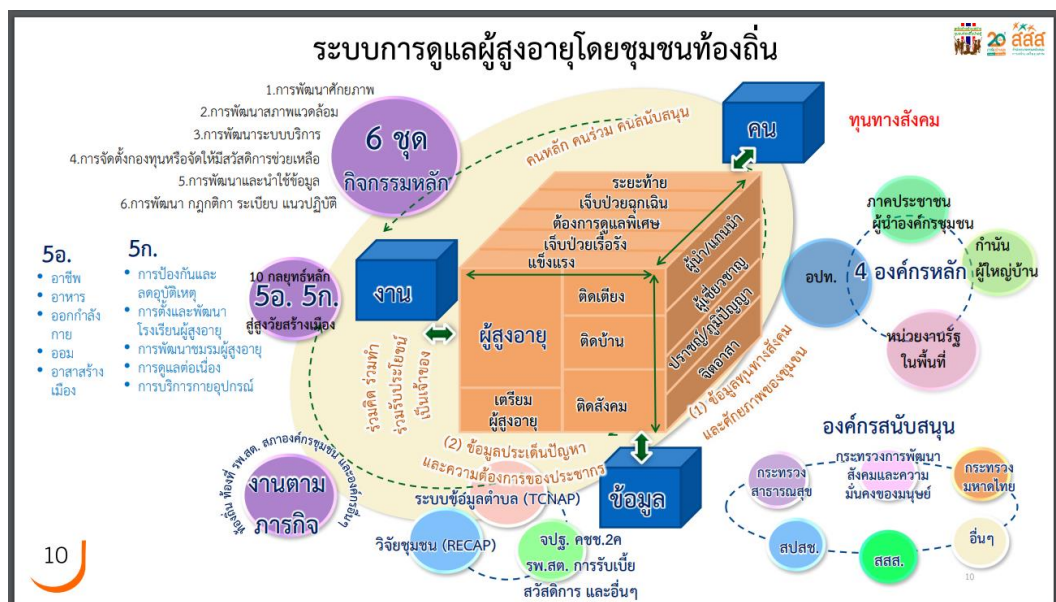 ระบบการดูแลผู้สูงอายุโดยชุมชนท้องถิ่น
20 สสส
1.การพัฒนาศักยภาพ
2.การพัฒนาสภาพแวดล้อม
3.การพัฒนาระบบบริการ
4.การจัดตั้งกองทุนหรือจัดให้มีสวัสดิการช่วยเหลือ
5.การพัฒนาและนำใช้ข้อมูล
6.การพัฒนา กฎกติกา ระเบียบ แนวปฏิบัติ
6 ชุด
กิจกรรมหลัก
5อ.
อาชีพ
อาหาร
ออกกำลัง
กาย
ออม
อาสาสร้าง
เมือง
5ก.
การป้องกันและ
ลดอุบัติเหตุ
การตั้งและพัฒนา
โรงเรียนผู้สูงอายุ
การพัฒนาชมรมผู้สูงอายุ
การดูแลต่อเนื่อง
การบริการกายอุปกรณ์
10 กลยุทธ์หลัก
5อ. 5ก.
สู่สูงวัยสร้างเมือง
งาน
คน
ข้อมูล
คนหลัก คนร่วม คนสนับสนุน
ระยะท้าย
เจ็บป่วยฉุกเฉิน
ต้องการดูแลพิเศษ
เจ็บป่วยเรื้อรัง
แข็งแรง
ผู้สูงอายุ
เตรียม
ผู้สูงอายุ
ติดเตียง
ติดบ้าน
ติดสังคม
ผู้นำ/แกนนำ
ผู้เชี่ยวชาญ
ปราชญ์/ภูมิปัญญา
จิตอาสา
ร่วมคิด ร่วมทำ
ร่วมรับประโยชน์
เป็นเจ้าของ
(1) ข้อมูลทุนทางสังคม
และศักยภาพของชุมชน
(2) ข้อมูลประเด็นปัญหา
และความต้องการของประชากร
ท้องถิ่น ท้องที่ รพ.สต. สภาองค์กรชุมชน และองค์กรอื่นๆ
งานตาม
ภารกิจ
ระบบข้อมูลตำบล (TCNAP)
วิจัยชุมชน (RECAP)
จปฐ. คชช.2ค
รพ.สต. การรับเบี้ย
สวัสดิการ และอื่นๆ
ทุนทางสังคม
ภาคประชาชน
ผู้นำองค์กรชุมชน
อปท.
4 องค์กรหลัก
กำนัน
ผู้ใหญ่บ้าน
หน่วยงานรัฐ
ในพื้นที่
องค์กรสนับสนุน
กระทรวง
สาธารณสุข
กระทรวงการพัฒนา
สังคมและความ
มั่นคงของมนุษย์
กระทรวง
มหาดไทย
สปสช.
สสส.
อื่นๆ
10
10